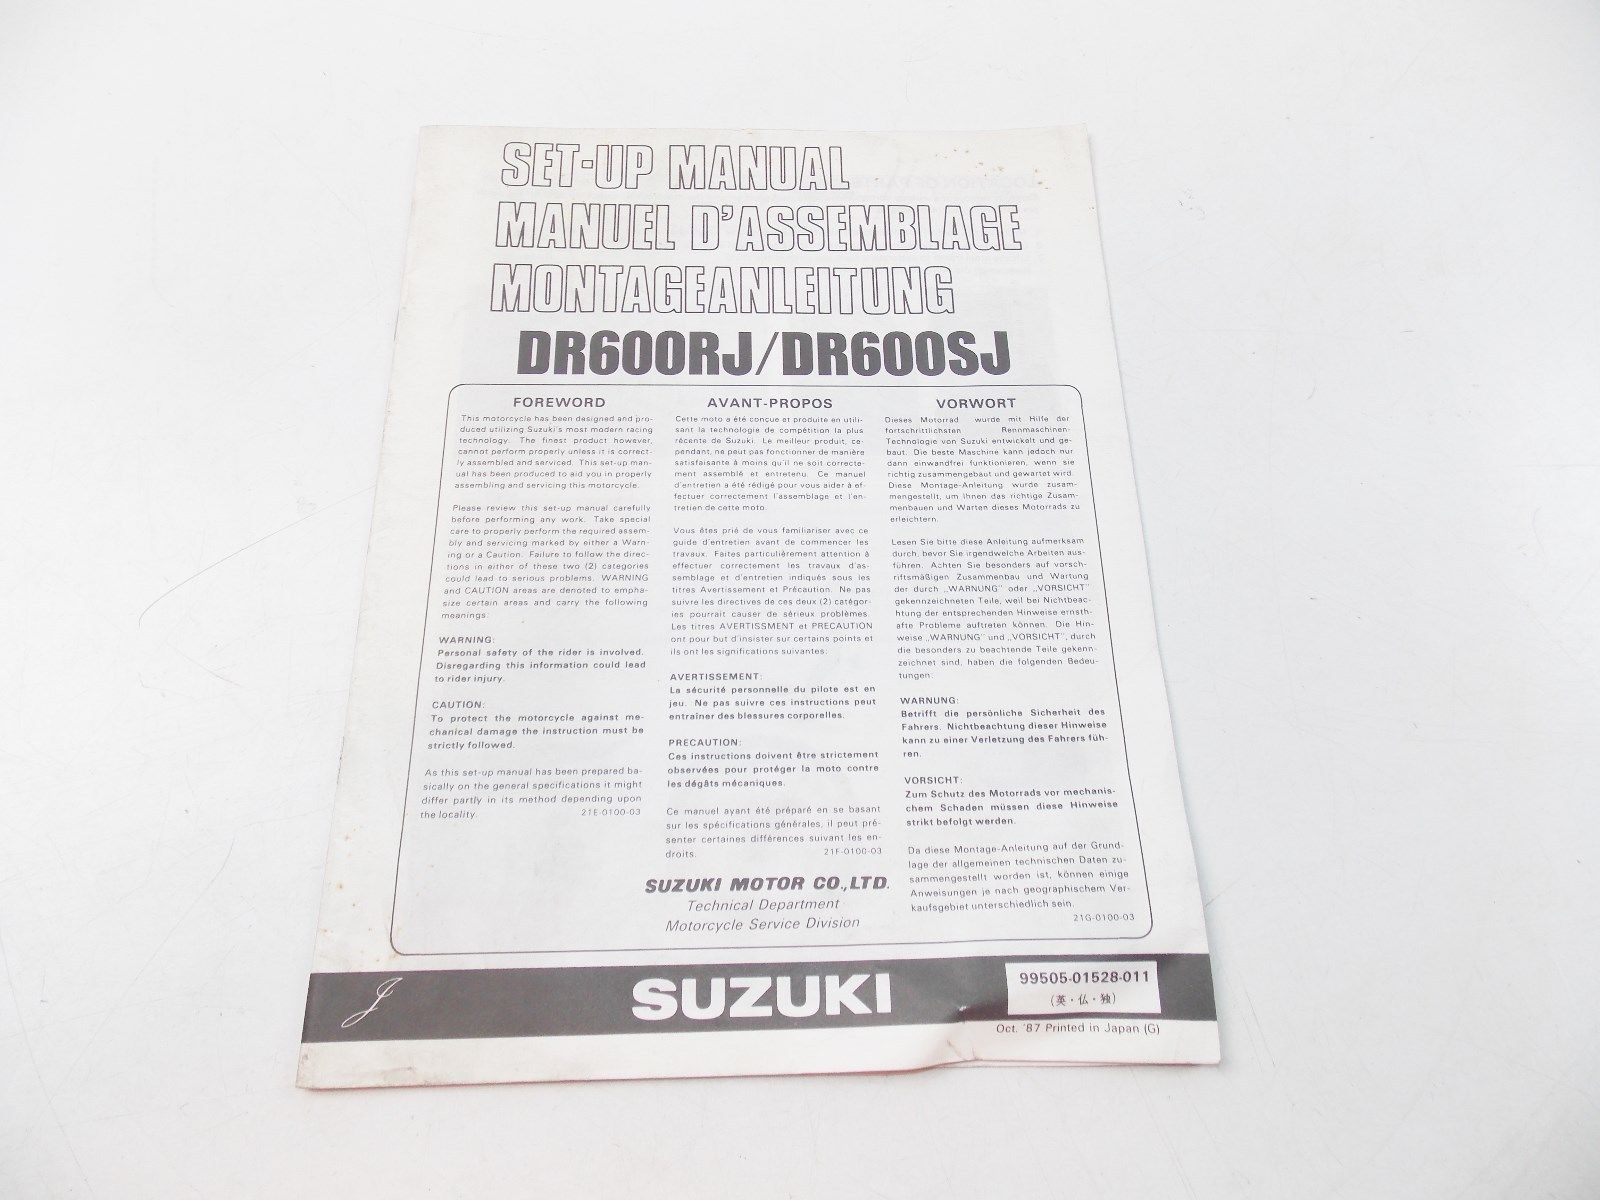 SET-UP MANUAL
MANUEL D'ASSEMBLAGE
MONTAGEANLEITUNG
DR600RJ/DR600SJ
FOREWORD
This motorcycle has been designed and pro-
duced utilizing Suzuki's most modern racing
technology. The finest product however,
cannot perform properly unless it is correct-
ly assembled and serviced. This set-up man-
ual has been produced to aid you in properly
assembling and servicing this motorcycle.
Please review this set-up manual carefully
before performing any work. Take special
care to properly perform the required assem-
bly and servicing marked by either a Warn-
ing or a Caution. Failure to follow the direc-
tions in either of these two (2) categories
could lead to serious problems. WARNING
and CAUTION areas are denoted to empha-
size certain areas and carry the following
meanings:
WARNING:
Personal safety of the rider is involved.
Disregarding this information could lead
to rider injury.
CAUTION:
To protect the motorcycle against me-
chanical damage the instruction must be
strictly followed.
As this set-up manual has been prepared ba-
sically on the general specifications it might
differ partly in its method depending upon
the locality. 21E-0100-03
AVANT-PROPOS
Cette moto a été conçue et produite en utili-
sant la technologie de compétition la plus
récente de Suzuki. Le meilleur produit, ce-
pendant, ne peut pas fonctionner de manière
satisfaisante à moins qu'il ne soit correcte-
ment assemblé et entretenu. Ce manuel
d'entretien a été rédigé pour vous aider à ef-
fectuer correctement l'assemblage et l'en-
tretien de cette moto.
Vous êtes prié de vous familiariser avec ce
guide d'entretien avant de commencer les
travaux. Faites particulièrement attention à
effectuer correctement les travaux d'as-
semblage et d'entretien indiqués sous les
titres Avertissement et Précaution. Ne pas
suivre les directives de ces deux (2) catégor-
ies pourrait causer de sérieux problèmes.
Les titres AVERTISSMENT et PRECAUTION
ont pour but d'insister sur certains points et
ils ont les significations suivantes:
AVERTISSEMENT:
La sécurité personnelle du pilote est en
jeu. Ne pas suivre ces instructions peut
entraîner des blessures corporelles.
PRECAUTION:
Ces instructions doivent être strictement
observées pour protéger la moto contre
les dégâts mécaniques.
Ce manuel ayant été préparé en se basant
sur les spécifications générales, il peut pré-
senter certaines différences suivant les en-
droits. 21F-0100-03
VORWORT
Dieses Motorrad wurde mit Hilfe der
fortschrittlichsten Rennmaschinen-
Technologie von Suzuki entwickelt und ge-
baut. Die beste Maschine kann jedoch nur
dann einwandfrei funktionieren, wenn sie
richtig zusammengebaut und gewartet wird.
Diese Montage-Anleitung wurde zusam-
mengestellt, um Ihnen das richtige Zusam-
menbauen und Warten dieses Motorrads zu
erleichtern.
Lesen Sie bitte diese Anleitung aufmerksam
durch, bevor Sie irgendwelche Arbeiten aus-
führen. Achten Sie besonders auf vorsch-
riftsmäßigen Zusammenbau und Wartung
der durch „WARNUNG" oder „VORSICHT"
gekennzeichneten Teile, weil bei Nichtbeac-
htung der entsprechenden Hinweise ernsth-
afte Probleme auftreten können. Die Hin-
weise „WARNUNG" und „VORSICHT", durch
die besonders zu beachtende Teile gekenn-
zeichnet sind, haben die folgenden Bedeu-
tungen:
WARNUNG:
Betrifft die persönliche Sicherheit des
Fahrers. Nichtbeachtung dieser Hinweise
kann zu einer Verletzung des Fahrers füh-
ren.
VORSICHT:
Zum Schutz des Motorrads vor mechanis-
chem Schaden müssen diese Hinweise
strikt befolgt werden.
Da diese Montage-Anleitung auf der Grund-
lage der allgemeinen technischen Daten zu-
sammengestellt worden ist, können einige
Anweisungen je nach geographischem Ver-
kaufsgebiet unterschiedlich sein.
21G-0100-03
SUZUKI MOTOR CO.,LTD.
Technical Department
Motorcycle Service Division
J
SUZUKI
99505-01528-011
(英・仏・独)
Oct. '87 Printed in Japan (G)